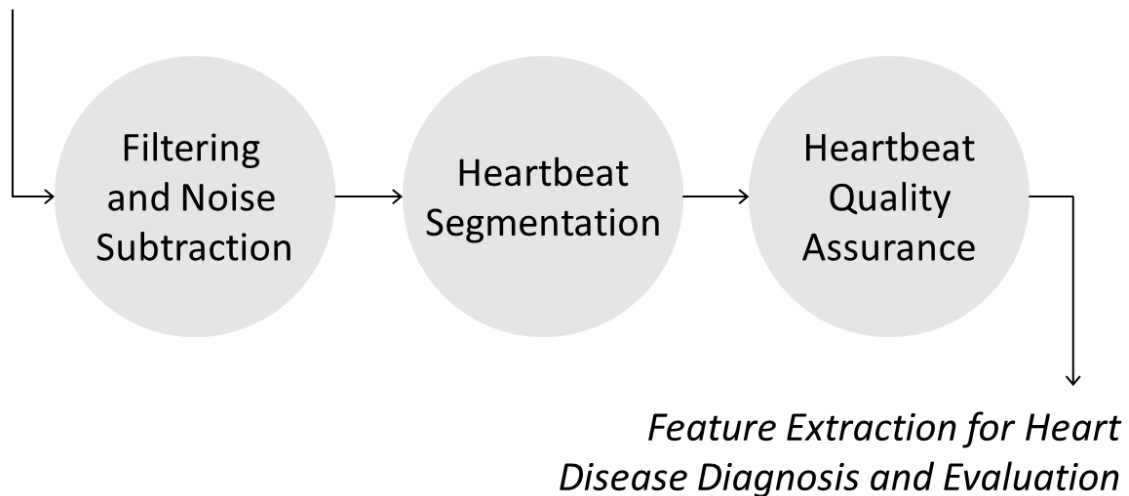 Filtering
and Noise
Subtraction
Heartbeat
Segmentation
Heartbeat
Quality
Assurance
Feature Extraction for Heart
Disease Diagnosis and Evaluation